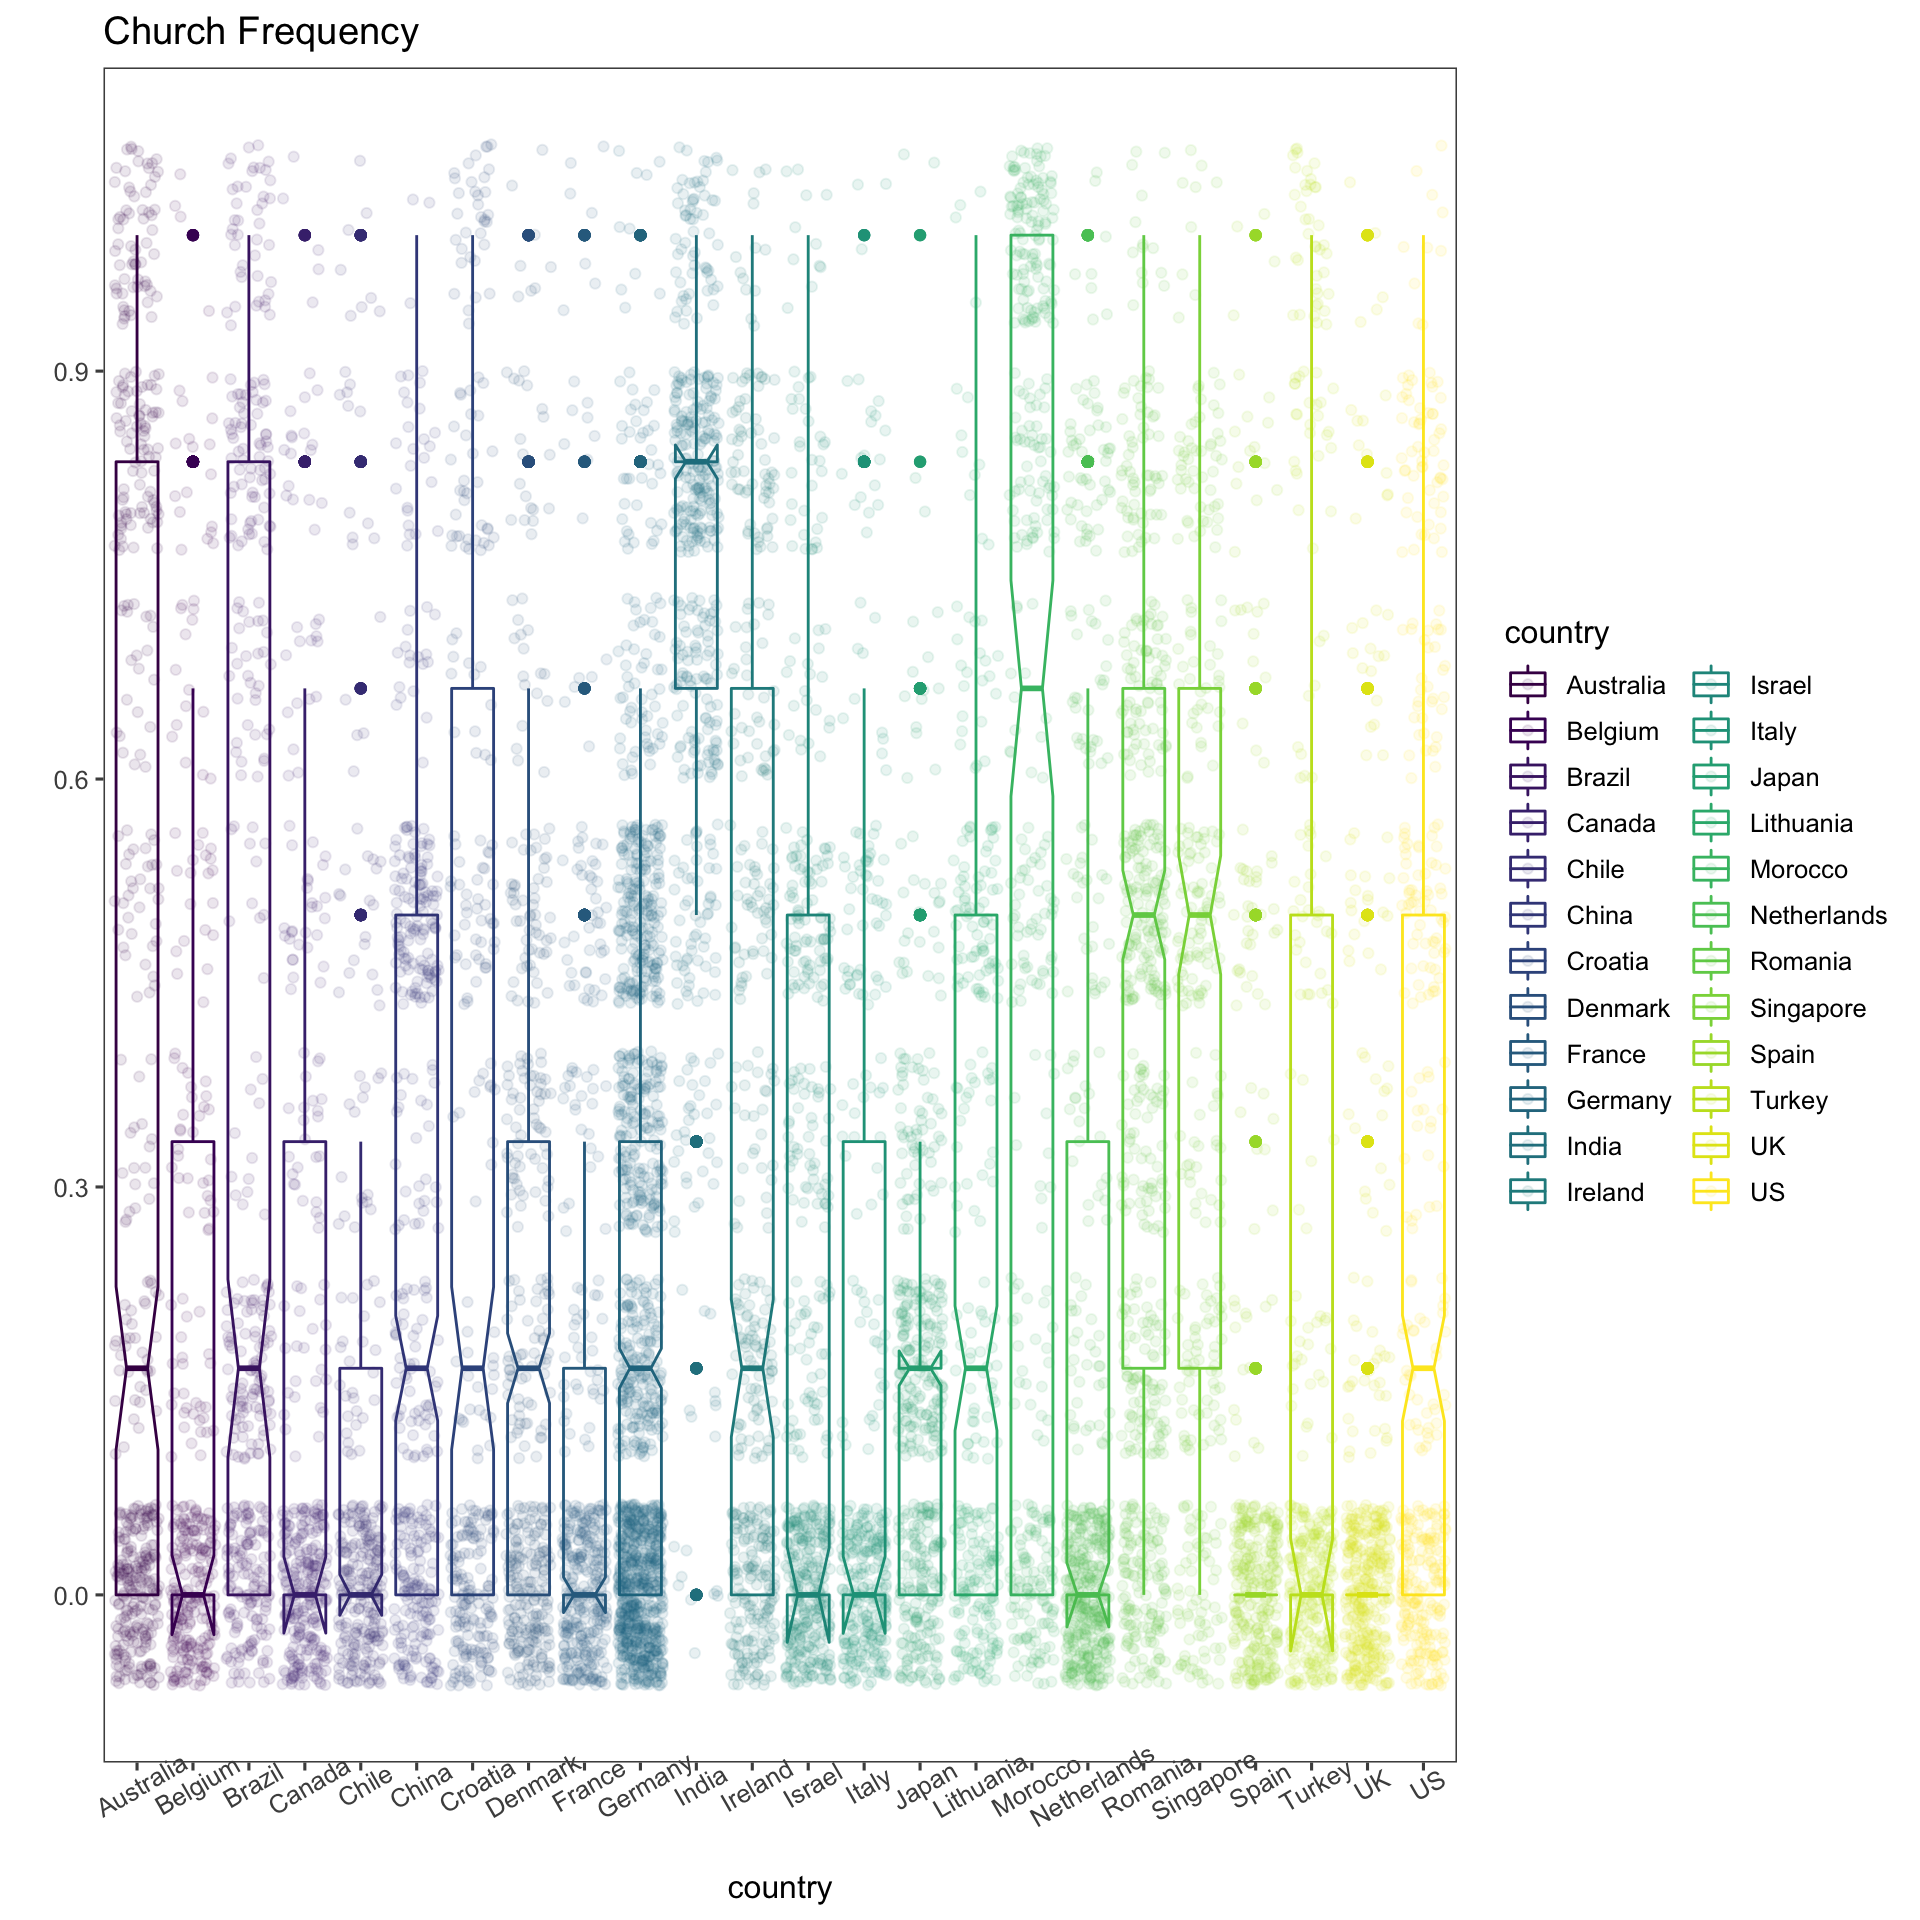 Church Frequency
0.9
0.6
0.3
0.0
Australia
Belgium
Brazil
Canada
Chile
China
Croatia
Denmark
France
Germany
India
Ireland
Israel
Italy
Japan
Lithuania
Morocco
Netherlands
Romania
Singapore
Spain
Turkey
UK
US
country
country
Australia
Belgium
Brazil
Canada
Chile
China
Croatia
Denmark
France
Germany
India
Ireland
Israel
Italy
Japan
Lithuania
Morocco
Netherlands
Romania
Singapore
Spain
Turkey
UK
US